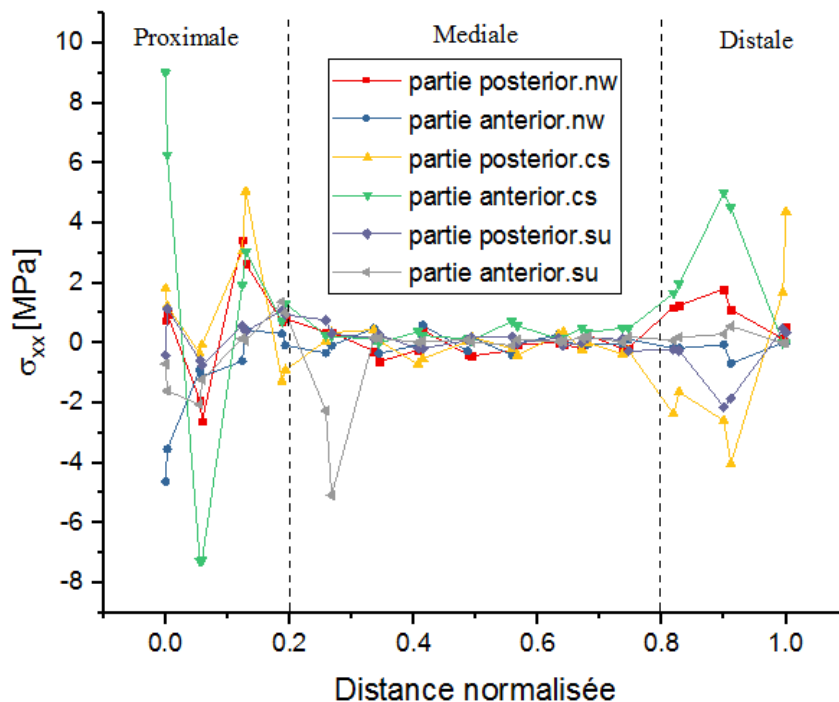 Proximale Mediale Distale
partie posterior.nw
partie anterior.nw
partie posterior.cs
partie anterior.cs
partie posterior.su
partie anterior.su
σxx [MPa]
10
8
6
4
2
0
-2
-4
-6
-8
0.0 0.2 0.4 0.6 0.8 1.0
Distance normalisée